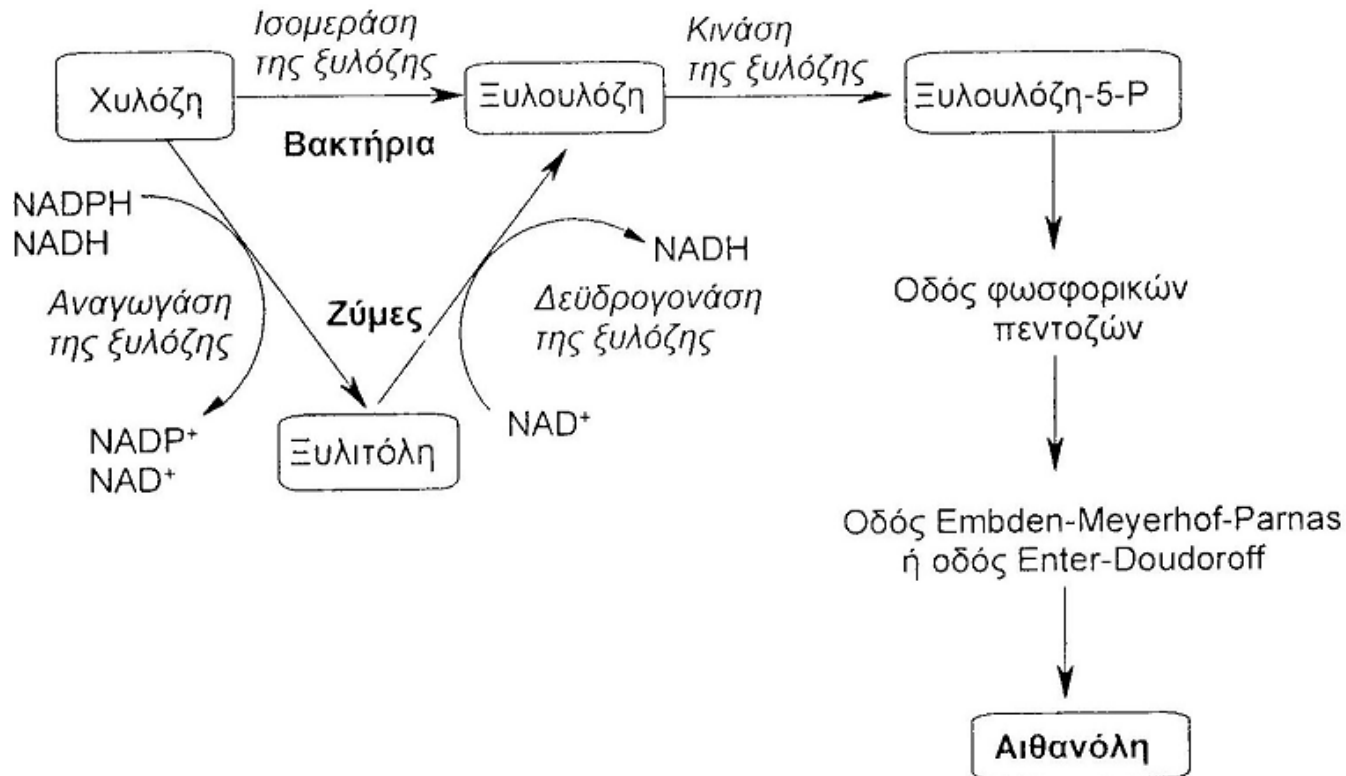 Ισομεράση
της ξυλόζης
Κινάση
της ξυλόζης
Χυλόζη
Ξυλουλόζη
Ξυλουλόζη-5-P
Βακτήρια
NADPH
NADH
NADH
Αναγωγάση
της ξυλόζης
Ζύμες
Δεϋδρογονάση
της ξυλόζης
Οδός φωσφορικών
πεντοζών
NADP⁺
NAD⁺
Ξυλιτόλη
NAD⁺
Οδός Embden-Meyerhof-Parnas
ή οδός Enter-Doudoroff
Αιθανόλη